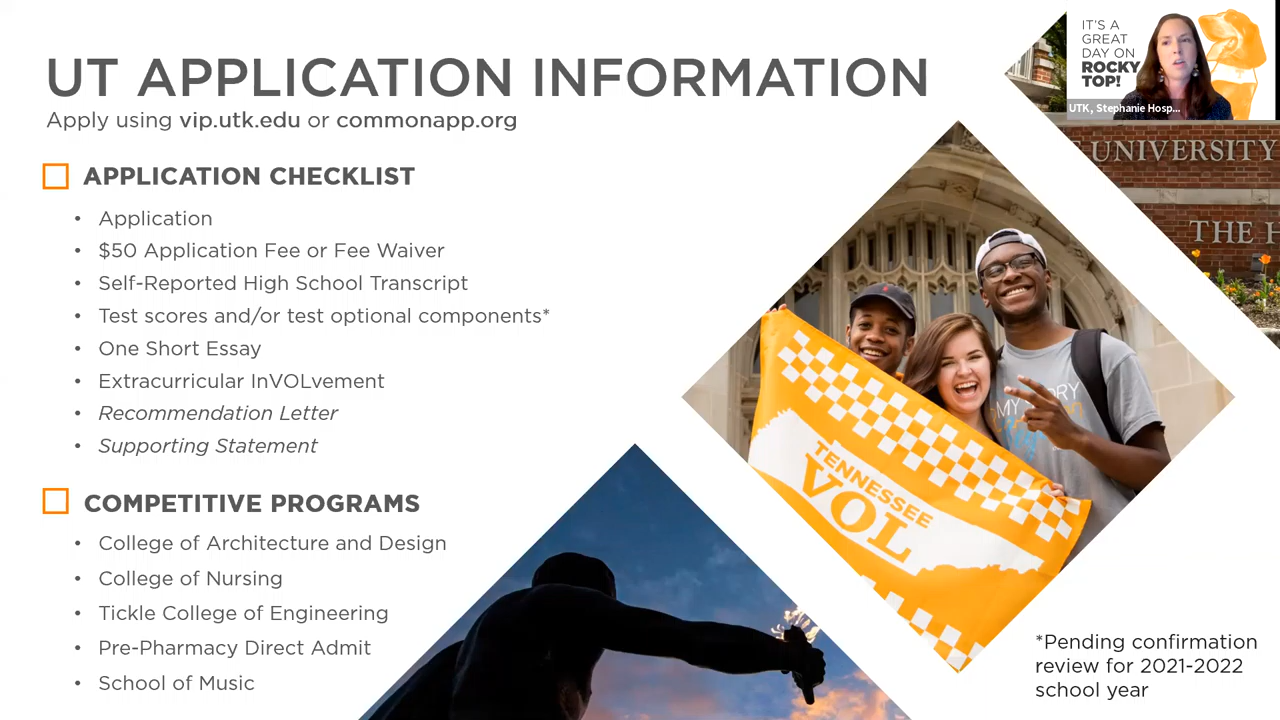 UT APPLICATION INFORMATION
Apply using vip.utk.edu or commonapp.org
APPLICATION CHECKLIST
• Application
• $50 Application Fee or Fee Waiver
• Self-Reported High School Transcript
• Test scores and/or test optional components*
• One Short Essay
• Extracurricular InVOLvement
• Recommendation Letter
• Supporting Statement
COMPETITIVE PROGRAMS
• College of Architecture and Design
• College of Nursing
• Tickle College of Engineering
• Pre-Pharmacy Direct Admit
• School of Music
IT'S A
GREAT
DAY ON
ROCKY
TOP!
UTK, Stephanie Hosp...
UNIVERSITY
THE H
MY
TENNESSEE
VOL
*Pending confirmation
review for 2021-2022
school year